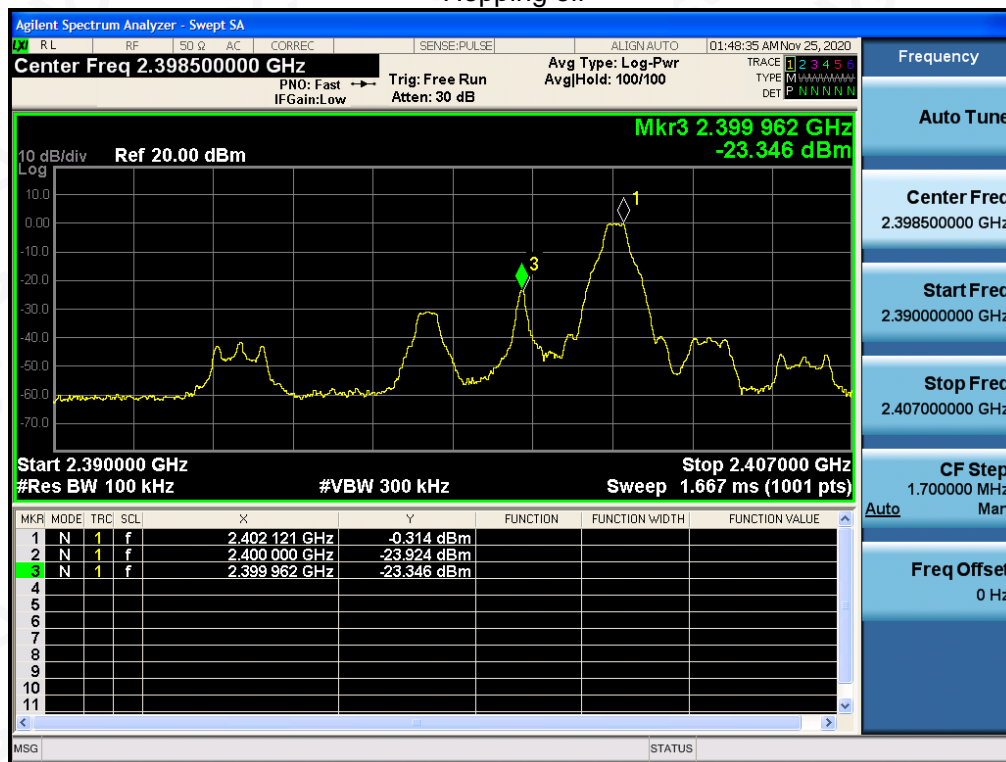 Agilent Spectrum Analyzer - Swept SA
LXI RL RF 50 Ω AC CORREC SENSE:PULSE ALIGN AUTO 01:48:35 AM Nov 25, 2020
Center Freq 2.398500000 GHz
PNO: Fast
IFGain:Low
Trig: Free Run
Atten: 30 dB
Avg Type: Log-Pwr
Avg|Hold: 100/100
TRACE 1 2 3 4 5 6
TYPE M
DET P N N N N N
Mkr3 2.399 962 GHz
-23.346 dBm
10 dB/div Ref 20.00 dBm
Log
10.0
0.00
-10.0
-20.0
-30.0
-40.0
-50.0
-60.0
-70.0
1
3
Start 2.390000 GHz Stop 2.407000 GHz
#Res BW 100 kHz #VBW 300 kHz Sweep 1.667 ms (1001 pts)
MKR MODE TRC SCL X Y FUNCTION FUNCTION WIDTH FUNCTION VALUE
1 N 1 f 2.402 121 GHz -0.314 dBm
2 N 1 f 2.400 000 GHz -23.924 dBm
3 N 1 f 2.399 962 GHz -23.346 dBm
4
5
6
7
8
9
10
11
MSG STATUS
Frequency
Auto Tune
Center Freq
2.398500000 GHz
Start Freq
2.390000000 GHz
Stop Freq
2.407000000 GHz
CF Step
1.700000 MHz
Auto Man
Freq Offset
0 Hz